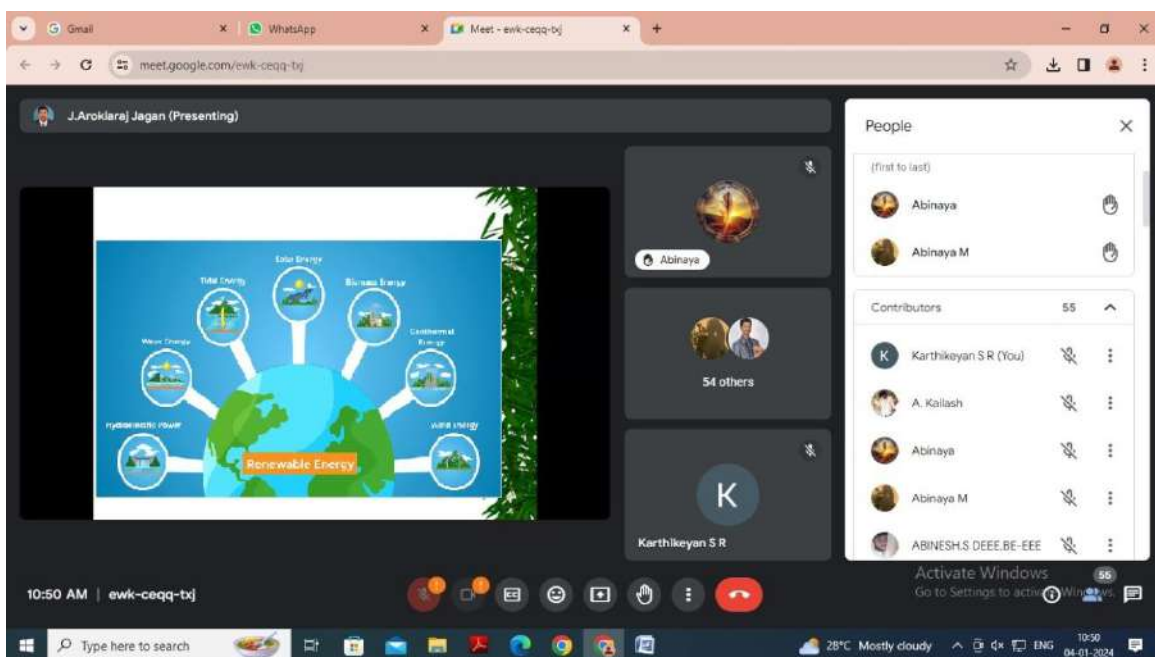 Gmail
WhatsApp
Meet - ewk-ceqq-txj
meet.google.com/ewk-ceqq-txj
J.Arokiaraj Jagan (Presenting)
Solar Energy
Tidal Energy
Biomass Energy
Wave Energy
Geothermal
Energy
Hydroelectric Power
Wind Energy
Renewable Energy
Abinaya
54 others
K
Karthikeyan S R
People
(first to last)
Abinaya
Abinaya M
Contributors 55
K Karthikeyan S R (You)
A. Kailash
Abinaya
Abinaya M
ABINESH.S DEEE.BE-EEE
Activate Windows
Go to Settings to activate Windows.
55
10:50 AM | ewk-ceqq-txj
Type here to search
28°C Mostly cloudy
ENG
10:50
04-01-2024